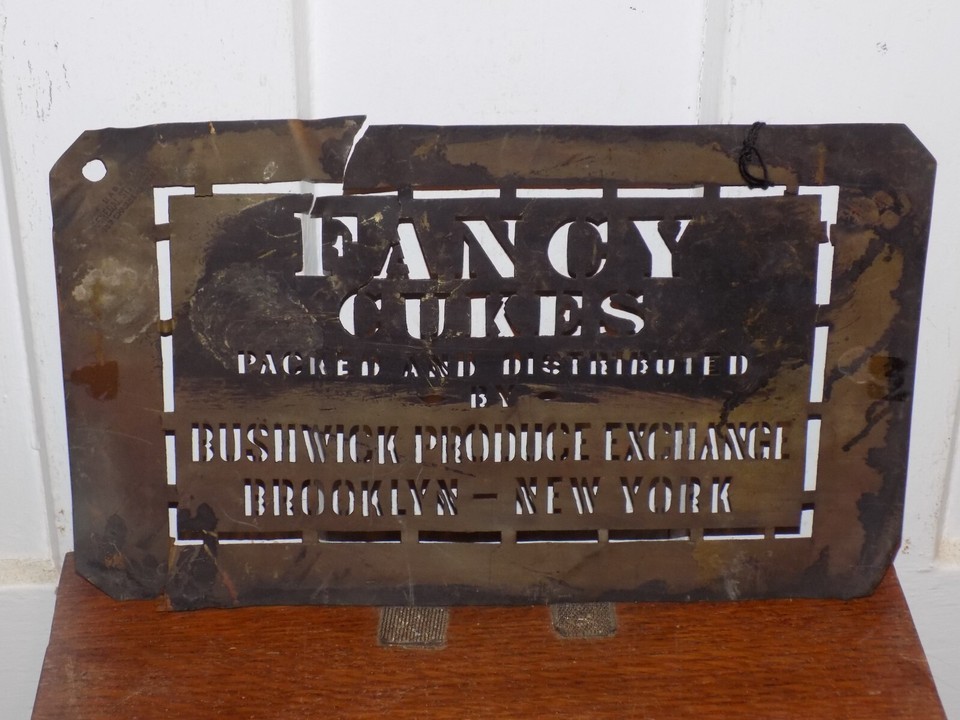 FANCY
CUKES
PACKED AND DISTRIBUTED
BY
BUSHWICK PRODUCE EXCHANGE
BROOKLYN - NEW YORK